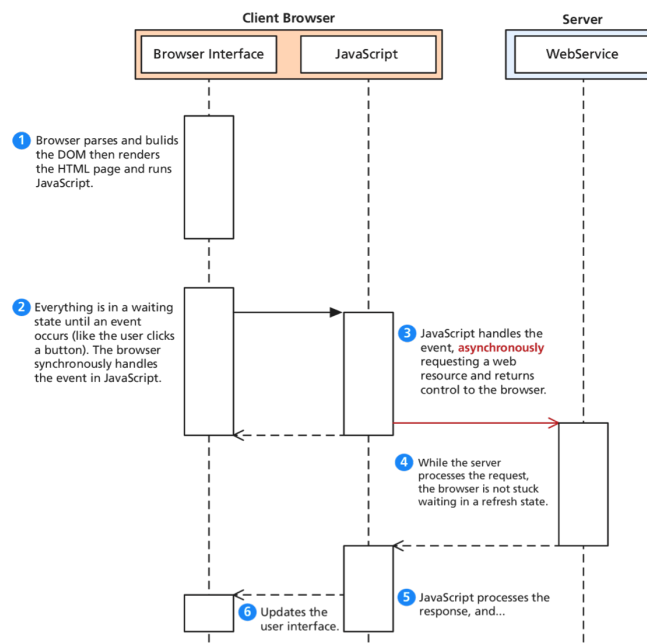 Client Browser
Server
Browser Interface
JavaScript
WebService
1 Browser parses and bulids
the DOM then renders
the HTML page and runs
JavaScript.
2 Everything is in a waiting
state until an event
occurs (like the user clicks
a button). The browser
synchronously handles
the event in JavaScript.
3 JavaScript handles the
event, asynchronously
requesting a web
resource and returns
control to the browser.
4 While the server
processes the request,
the browser is not stuck
waiting in a refresh state.
5 JavaScript processes the
response, and...
6 Updates the
user interface.